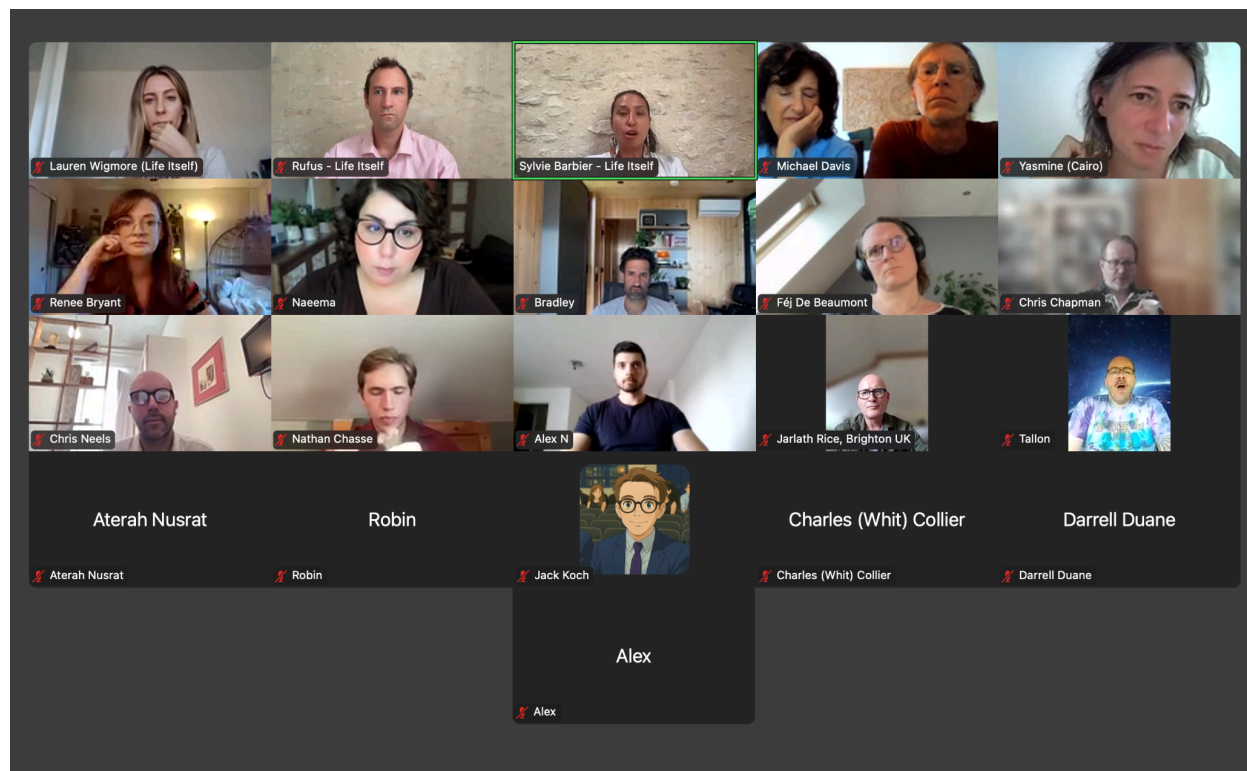 Lauren Wigmore (Life Itself)
Rufus - Life Itself
Sylvie Barbier - Life Itself
Michael Davis
Yasmine (Cairo)
Renee Bryant
Naeema
Bradley
Féj De Beaumont
Chris Chapman
Chris Neels
Nathan Chasse
Alex N
Jarlath Rice, Brighton UK
Tallon
Aterah Nusrat
Robin
Charles (Whit) Collier
Darrell Duane
Aterah Nusrat
Robin
Jack Koch
Charles (Whit) Collier
Darrell Duane
Alex
Alex